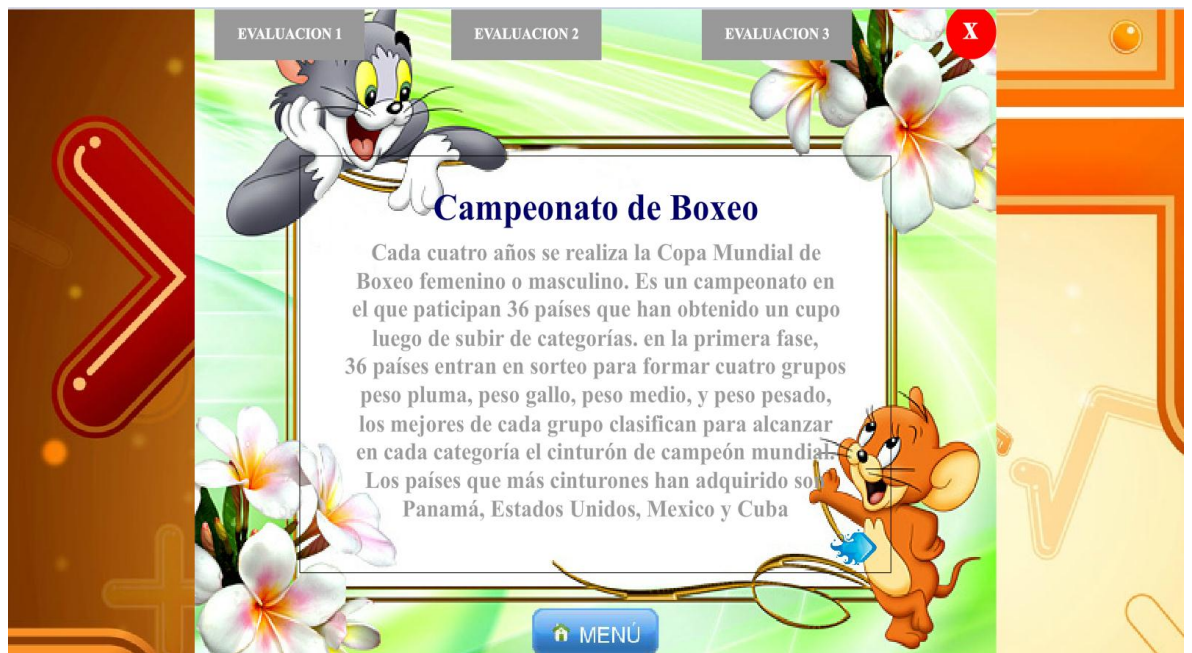 EVALUACION 1
EVALUACION 2
EVALUACION 3
X
Campeonato de Boxeo
Cada cuatro años se realiza la Copa Mundial de
Boxeo femenino o masculino. Es un campeonato en
el que paticipan 36 países que han obtenido un cupo
luego de subir de categorías. en la primera fase,
36 países entran en sorteo para formar cuatro grupos
peso pluma, peso gallo, peso medio, y peso pesado,
los mejores de cada grupo clasifican para alcanzar
en cada categoría el cinturón de campeón mundial.
Los países que más cinturones han adquirido son
Panamá, Estados Unidos, Mexico y Cuba
MENÚ